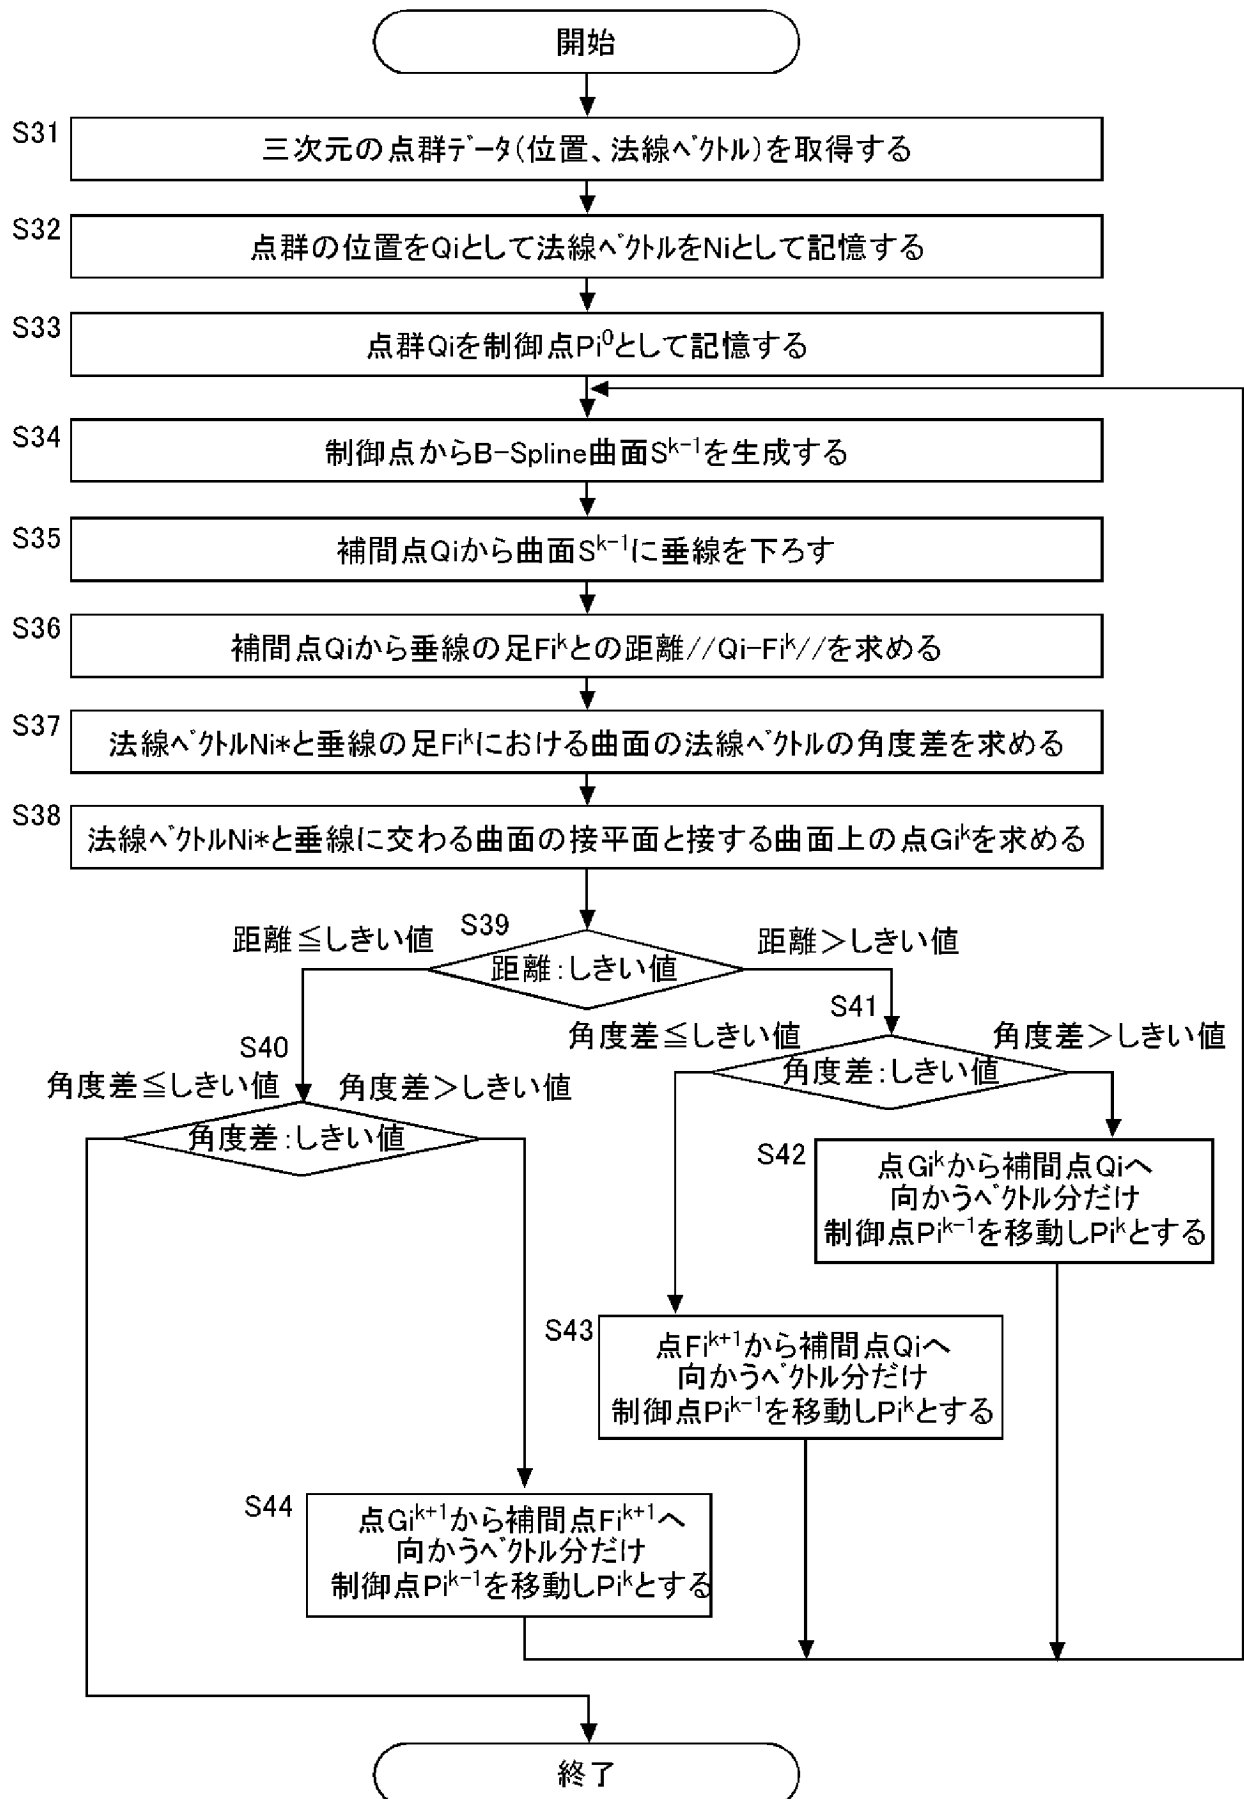 開始
S31
三次元の点群データ(位置、法線ベクトル)を取得する
S32
点群の位置をQiとして法線ベクトルをNiとして記憶する
S33
点群Qiを制御点Pi⁰として記憶する
S34
制御点からB-Spline曲面Sᵏ⁻¹を生成する
S35
補間点Qiから曲面Sᵏ⁻¹に垂線を下ろす
S36
補間点Qiから垂線の足Fiᵏとの距離//Qi-Fiᵏ//を求める
S37
法線ベクトルNi*と垂線の足Fiᵏにおける曲面の法線ベクトルの角度差を求める
S38
法線ベクトルNi*と垂線に交わる曲面の接平面と接する曲面上の点Giᵏを求める
S39
距離≦しきい値
距離:しきい値
距離>しきい値
S40
角度差≦しきい値
角度差>しきい値
角度差:しきい値
S41
角度差≦しきい値
角度差>しきい値
角度差:しきい値
S42
点Giᵏから補間点Qiへ
向かうベクトル分だけ
制御点Piᵏ⁻¹を移動しPiᵏとする
S43
点Fiᵏ⁺¹から補間点Qiへ
向かうベクトル分だけ
制御点Piᵏ⁻¹を移動しPiᵏとする
S44
点Giᵏ⁺¹から補間点Fiᵏ⁺¹へ
向かうベクトル分だけ
制御点Piᵏ⁻¹を移動しPiᵏとする
終了